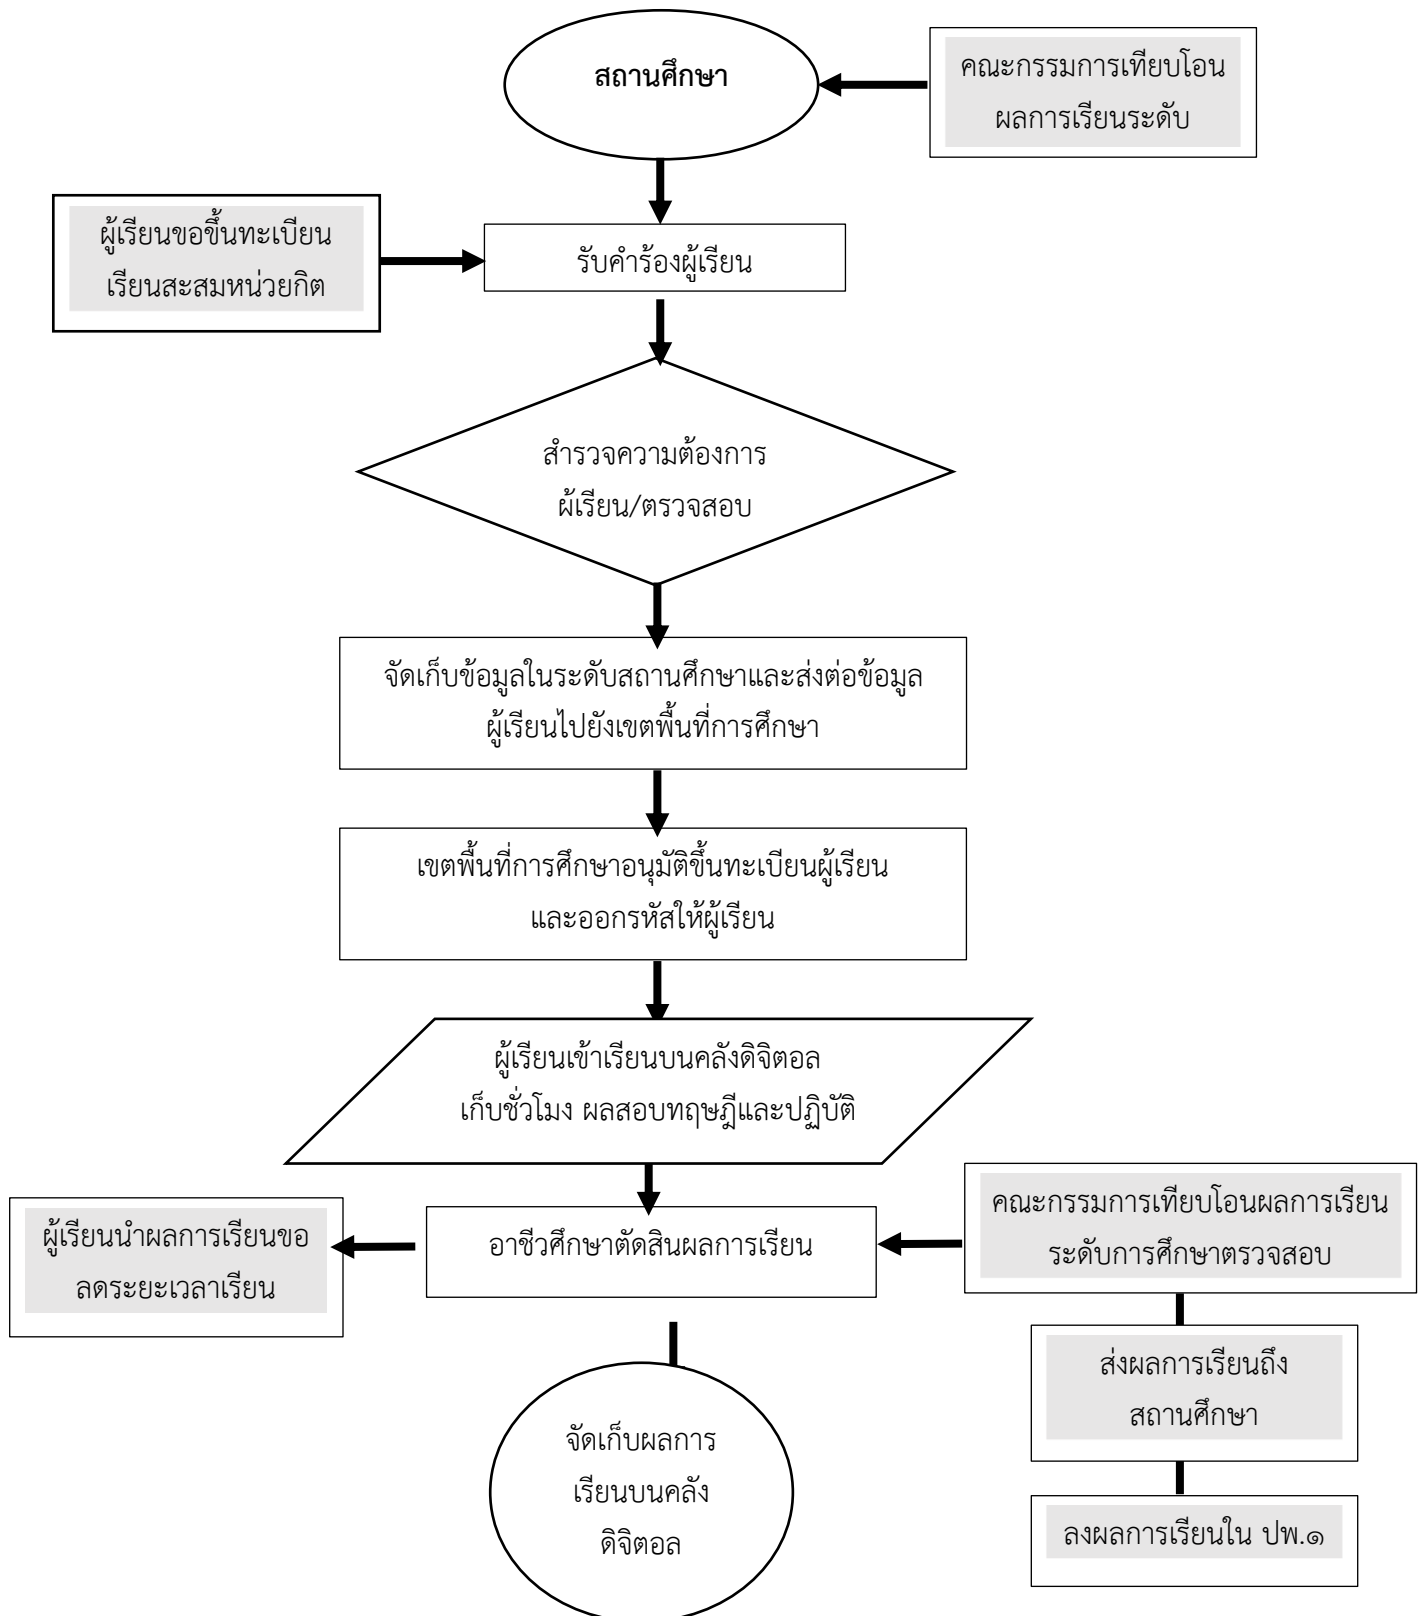 สถานศึกษา
คณะกรรมการเทียบโอน
ผลการเรียนระดับ
ผู้เรียนขอขึ้นทะเบียน
เรียนสะสมหน่วยกิต
รับคำร้องผู้เรียน
สำรวจความต้องการ
ผ้เรียน/ตรวจสอบ
จัดเก็บข้อมูลในระดับสถานศึกษาและส่งต่อข้อมูล
ผู้เรียนไปยังเขตพื้นที่การศึกษา
เขตพื้นที่การศึกษาอนุมัติขึ้นทะเบียนผู้เรียน
และออกรหัสให้ผู้เรียน
ผู้เรียนเข้าเรียนบนคลังดิจิตอล
เก็บชั่วโมง ผลสอบทฤษฎีและปฏิบัติ
ผู้เรียนนำผลการเรียนขอ
ลดระยะเวลาเรียน
อาชีวศึกษาตัดสินผลการเรียน
คณะกรรมการเทียบโอนผลการเรียน
ระดับการศึกษาตรวจสอบ
ส่งผลการเรียนถึง
สถานศึกษา
ลงผลการเรียนใน ปพ.๑
จัดเก็บผลการ
เรียนบนคลัง
ดิจิตอล